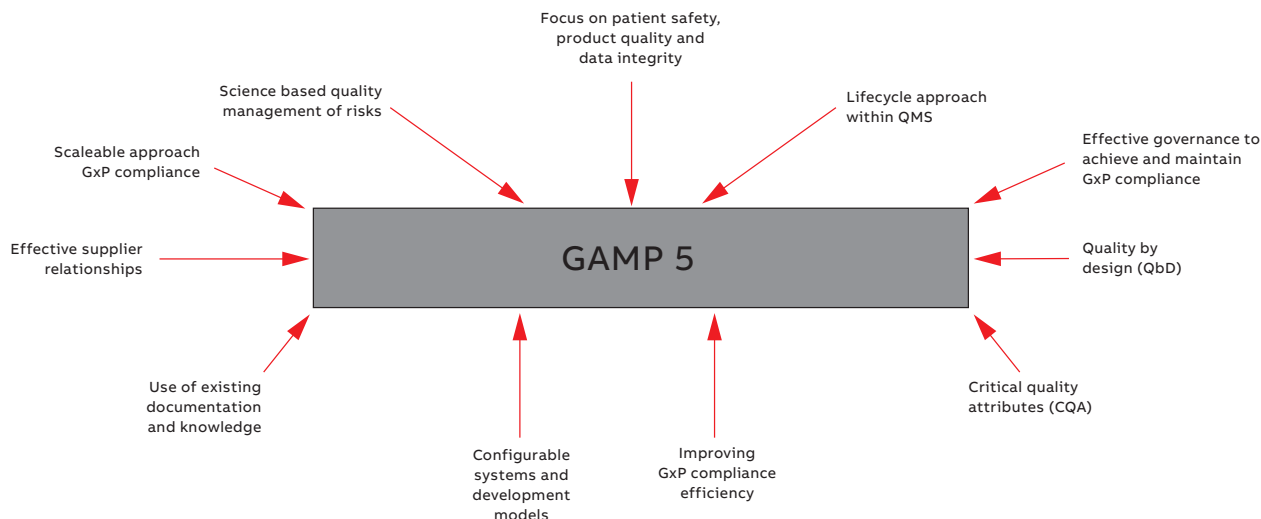 Focus on patient safety,
product quality and
data integrity
Science based quality
management of risks
Lifecycle approach
within QMS
Scaleable approach
GxP compliance
Effective governance to
achieve and maintain
GxP compliance
Effective supplier
relationships
GAMP 5
Quality by
design (QbD)
Use of existing
documentation
and knowledge
Configurable
systems and
development
models
Improving
GxP compliance
efficiency
Critical quality
attributes (CQA)